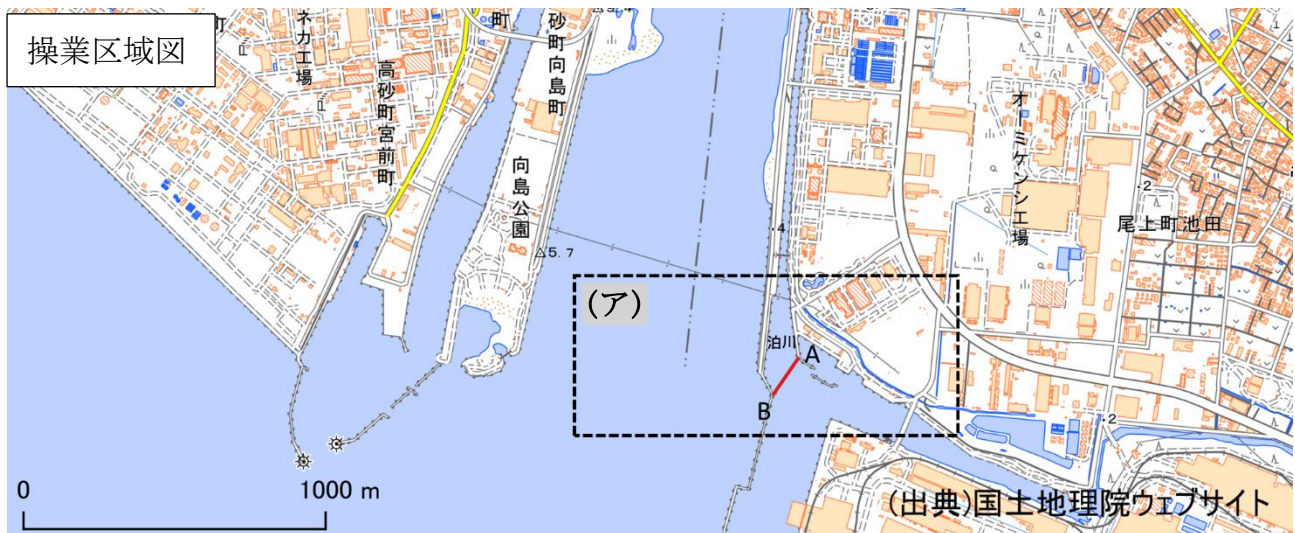 操業区域図
ネカ工場
町
砂町向島町
高砂町宮前町
向島公園
5.7
オーミケンシ工場
尾上町池田
・2
・4
(ア)
泊川
A
B
・2
0
1000 m
(出典)国土地理院ウェブサイト